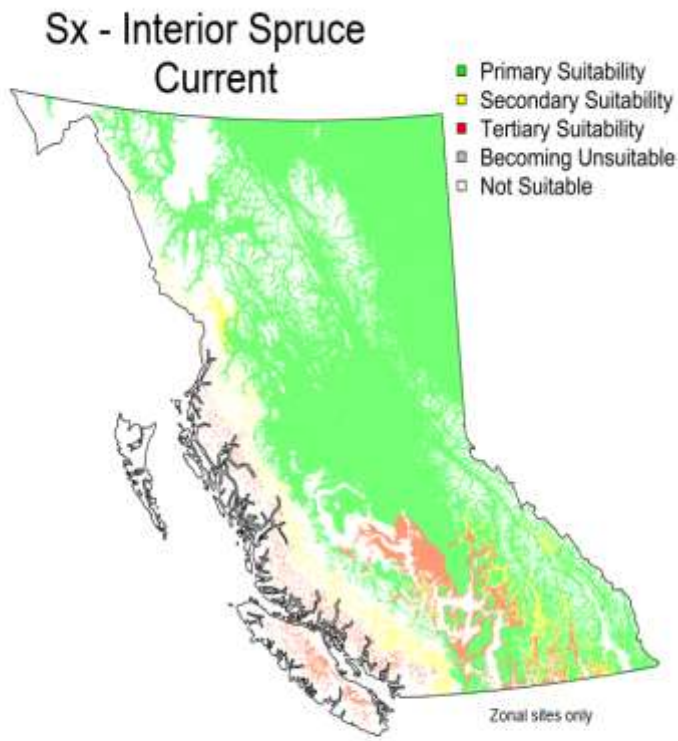 Sx - Interior Spruce
Current
Primary Suitability
Secondary Suitability
Tertiary Suitability
Becoming Unsuitable
Not Suitable
Zonal sites only